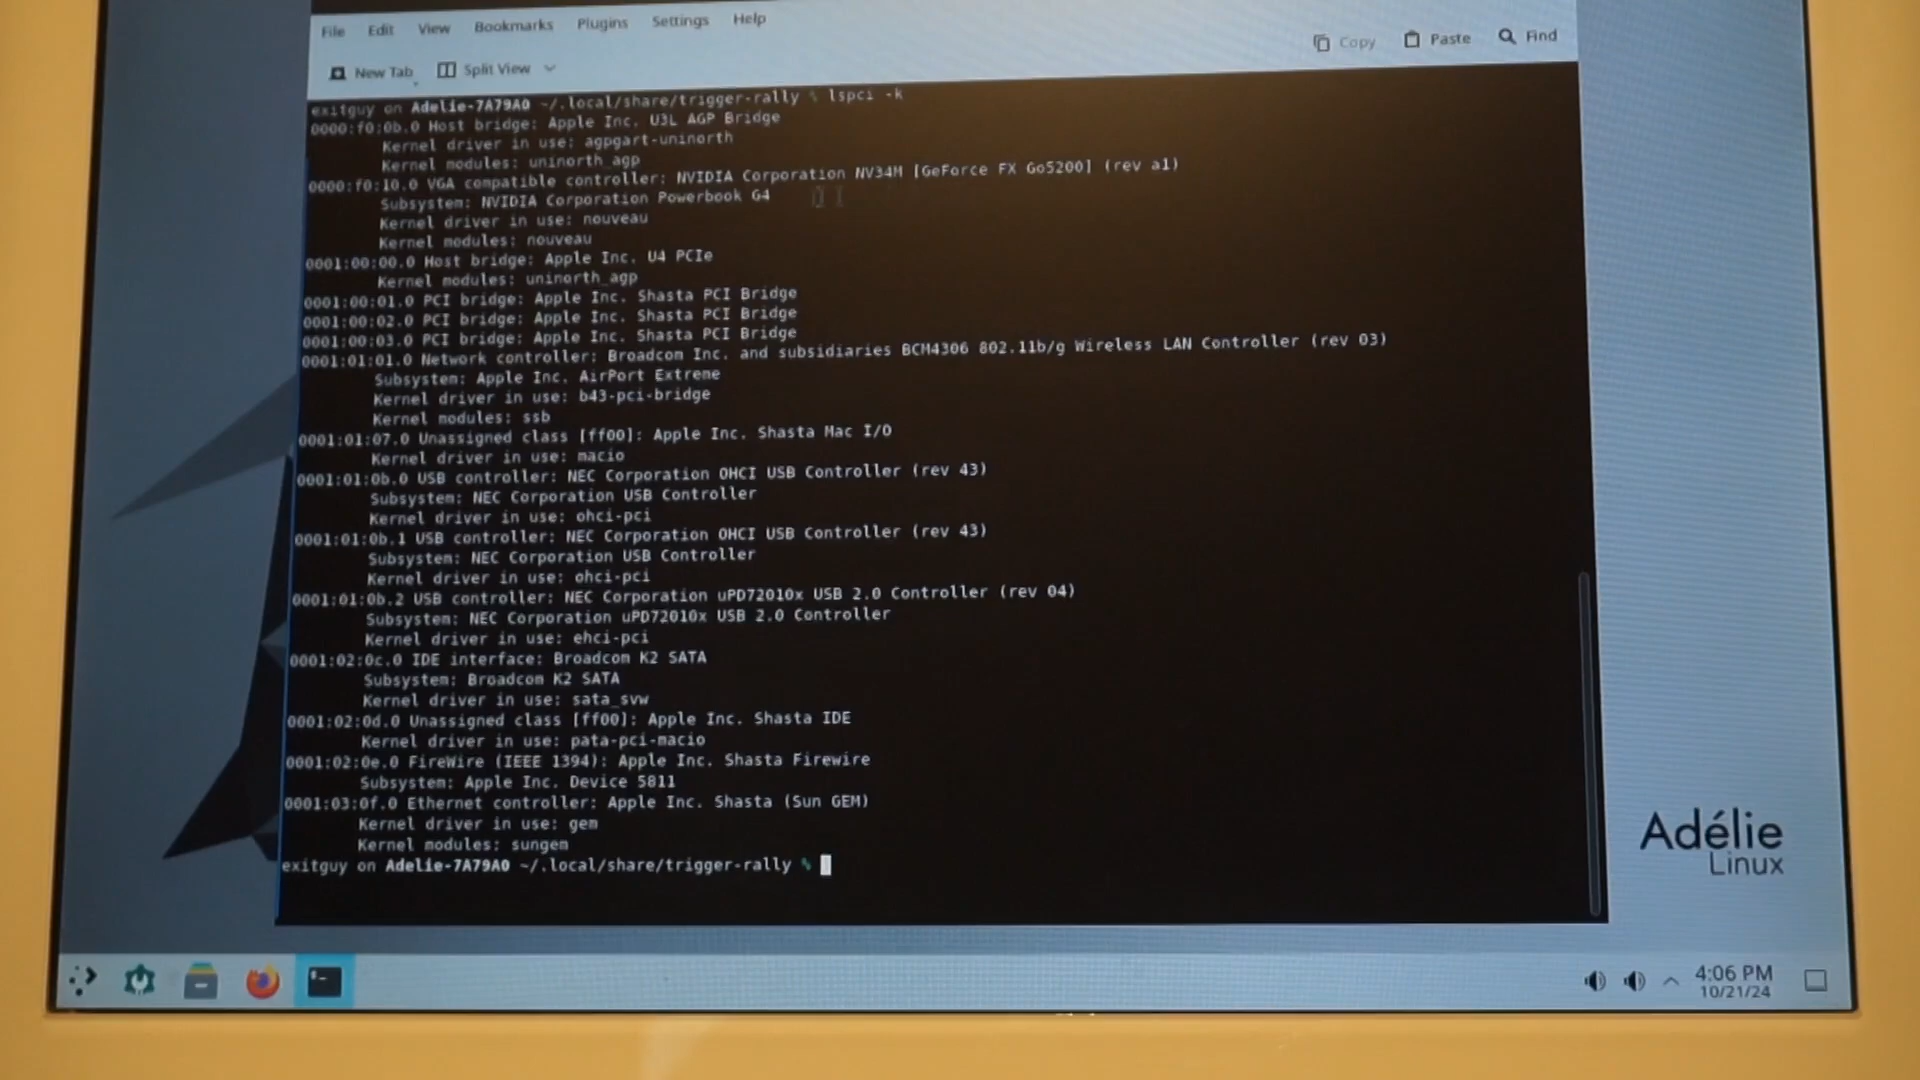 File Edit View Bookmarks Plugins Settings Help
Copy Paste Find
New Tab Split View
exitguy on Adelie-7A79A0 ~/.local/share/trigger-rally % lspci -k
0000:f0:0b.0 Host bridge: Apple Inc. U3L AGP Bridge
Kernel driver in use: agpgart-uninorth
Kernel modules: uninorth_agp
0000:f0:10.0 VGA compatible controller: NVIDIA Corporation NV34M [GeForce FX Go5200] (rev a1)
Subsystem: NVIDIA Corporation Powerbook G4
Kernel driver in use: nouveau
Kernel modules: nouveau
0001:00:00.0 Host bridge: Apple Inc. U4 PCIe
Kernel modules: uninorth_agp
0001:00:01.0 PCI bridge: Apple Inc. Shasta PCI Bridge
0001:00:02.0 PCI bridge: Apple Inc. Shasta PCI Bridge
0001:00:03.0 PCI bridge: Apple Inc. Shasta PCI Bridge
0001:01:01.0 Network controller: Broadcom Inc. and subsidiaries BCM4306 802.11b/g Wireless LAN Controller (rev 03)
Subsystem: Apple Inc. AirPort Extreme
Kernel driver in use: b43-pci-bridge
Kernel modules: ssb
0001:01:07.0 Unassigned class [ff00]: Apple Inc. Shasta Mac I/O
Kernel driver in use: macio
0001:01:0b.0 USB controller: NEC Corporation OHCI USB Controller (rev 43)
Subsystem: NEC Corporation USB Controller
Kernel driver in use: ohci-pci
0001:01:0b.1 USB controller: NEC Corporation OHCI USB Controller (rev 43)
Subsystem: NEC Corporation USB Controller
Kernel driver in use: ohci-pci
0001:01:0b.2 USB controller: NEC Corporation uPD72010x USB 2.0 Controller (rev 04)
Subsystem: NEC Corporation uPD72010x USB 2.0 Controller
Kernel driver in use: ehci-pci
0001:02:0c.0 IDE interface: Broadcom K2 SATA
Subsystem: Broadcom K2 SATA
Kernel driver in use: sata_svw
0001:02:0d.0 Unassigned class [ff00]: Apple Inc. Shasta IDE
Kernel driver in use: pata-pci-macio
0001:02:0e.0 FireWire (IEEE 1394): Apple Inc. Shasta Firewire
Subsystem: Apple Inc. Device 5811
0001:03:0f.0 Ethernet controller: Apple Inc. Shasta (Sun GEM)
Kernel driver in use: gem
Kernel modules: sungem
exitguy on Adelie-7A79A0 ~/.local/share/trigger-rally %
Adélie
Linux
4:06 PM
10/21/24